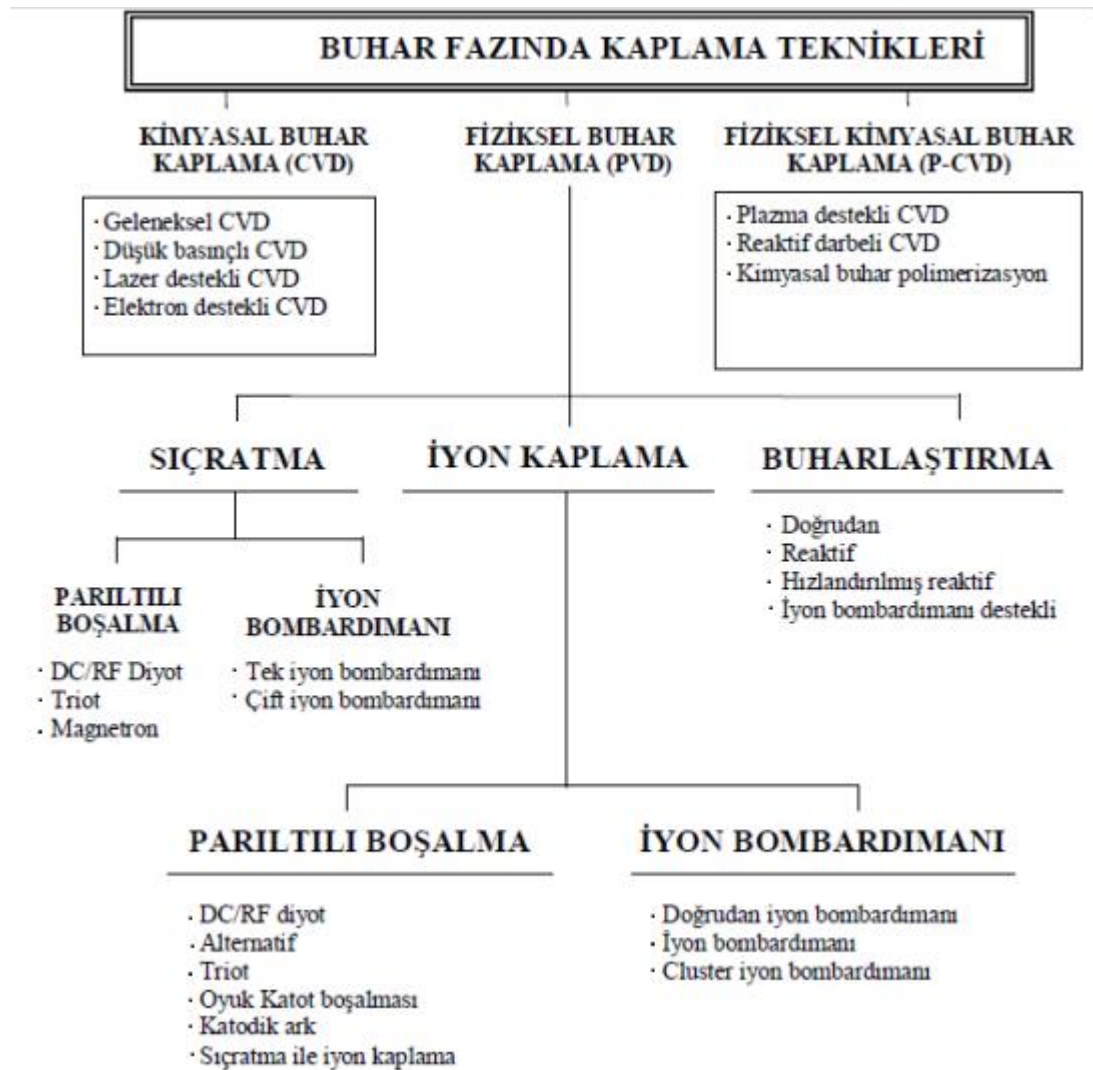 BUHAR FAZINDA KAPLAMA TEKNİKLERİ
KİMYASAL BUHAR
KAPLAMA (CVD)
· Geleneksel CVD
· Düşük basınçlı CVD
· Lazer destekli CVD
· Elektron destekli CVD
FİZİKSEL BUHAR
KAPLAMA (PVD)
FİZİKSEL KİMYASAL BUHAR
KAPLAMA (P-CVD)
· Plazma destekli CVD
· Reaktif darbeli CVD
· Kimyasal buhar polimerizasyon
SIÇRATMA
PARILTILI
BOŞALMA
· DC/RF Diyot
· Triot
· Magnetron
İYON
BOMBARDIMANI
· Tek iyon bombardımanı
· Çift iyon bombardımanı
İYON KAPLAMA
BUHARLAŞTIRMA
· Doğrudan
· Reaktif
· Hızlandırılmış reaktif
· İyon bombardımanı destekli
PARILTILI BOŞALMA
· DC/RF diyot
· Alternatif
· Triot
· Oyuk Katot boşalması
· Katodik ark
· Sıçratma ile iyon kaplama
İYON BOMBARDIMANI
· Doğrudan iyon bombardımanı
· İyon bombardımanı
· Cluster iyon bombardımanı